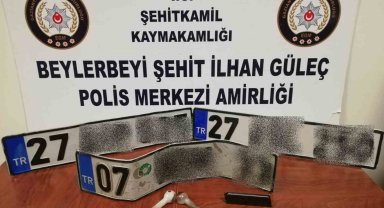 ŞEHİTKAMİL
KAYMAKAMLIĞI
BEYLERBEYİ ŞEHİT İLHAN GÜLEÇ
POLİS MERKEZİ AMİRLİĞİ
TR 27
TR 27
TR 07